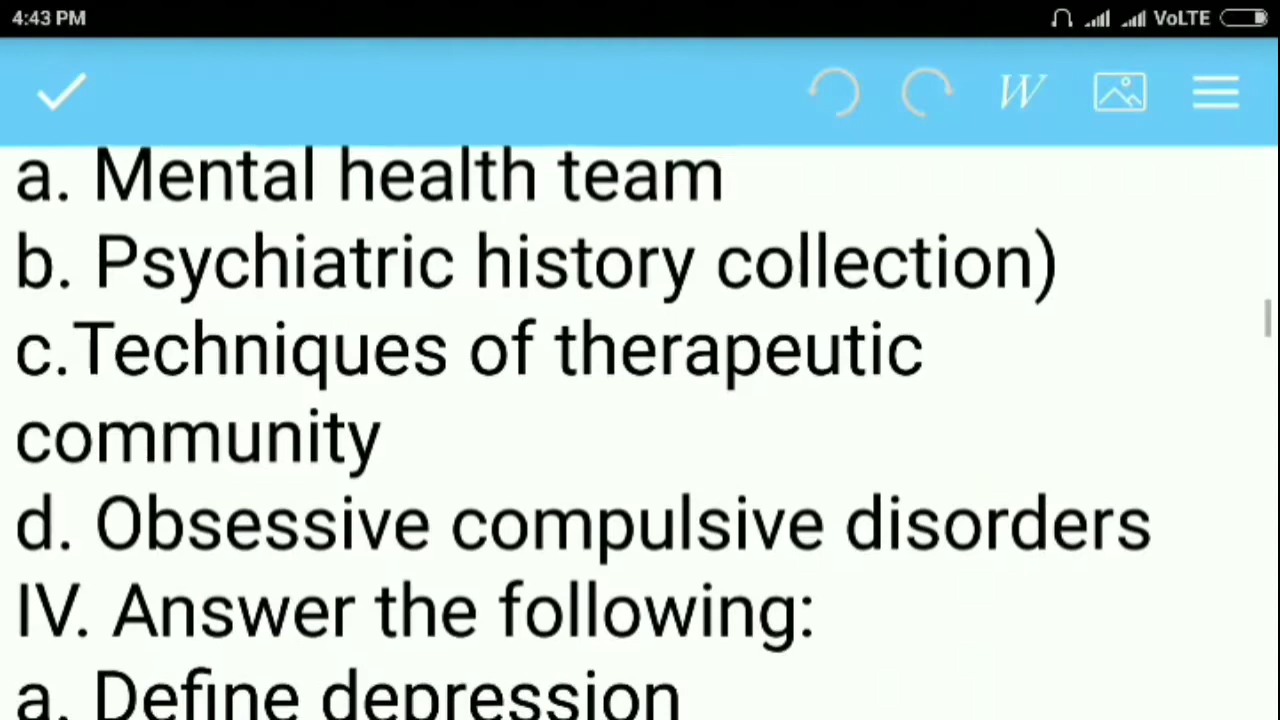 4:43 PM VoLTE
W
a. Mental health team
b. Psychiatric history collection)
c.Techniques of therapeutic
community
d. Obsessive compulsive disorders
IV. Answer the following:
a. Define depression